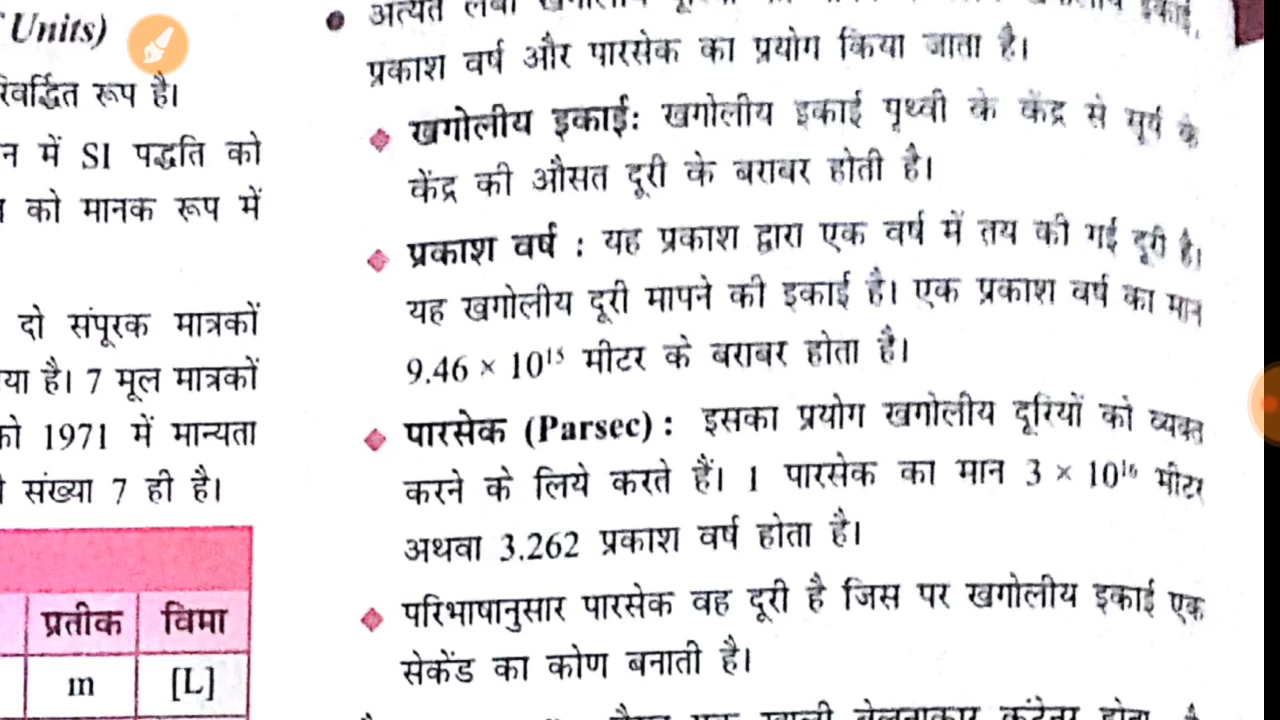 Units)
रिवर्द्धित रूप है।
न में SI पद्धति को
को मानक रूप में
दो संपूरक मात्रकों
या है। 7 मूल मात्रकों
को 1971 में मान्यता
संख्या 7 ही है।
प्रतीक विमा
m [L]
अत्यंत लंबी
प्रकाश वर्ष और पारसेक का प्रयोग किया जाता है।
खगोलीय इकाई: खगोलीय इकाई पृथ्वी के केंद्र से सूर्य के
केंद्र की औसत दूरी के बराबर होती है।
प्रकाश वर्ष : यह प्रकाश द्वारा एक वर्ष में तय की गई दूरी है।
यह खगोलीय दूरी मापने की इकाई है। एक प्रकाश वर्ष का मान
9.46 × 10¹⁵ मीटर के बराबर होता है।
पारसेक (Parsec) : इसका प्रयोग खगोलीय दूरियों को व्यक्त
करने के लिये करते हैं। 1 पारसेक का मान 3 × 10¹⁶ मीटर
अथवा 3.262 प्रकाश वर्ष होता है।
परिभाषानुसार पारसेक वह दूरी है जिस पर खगोलीय इकाई एक
सेकेंड का कोण बनाती है।